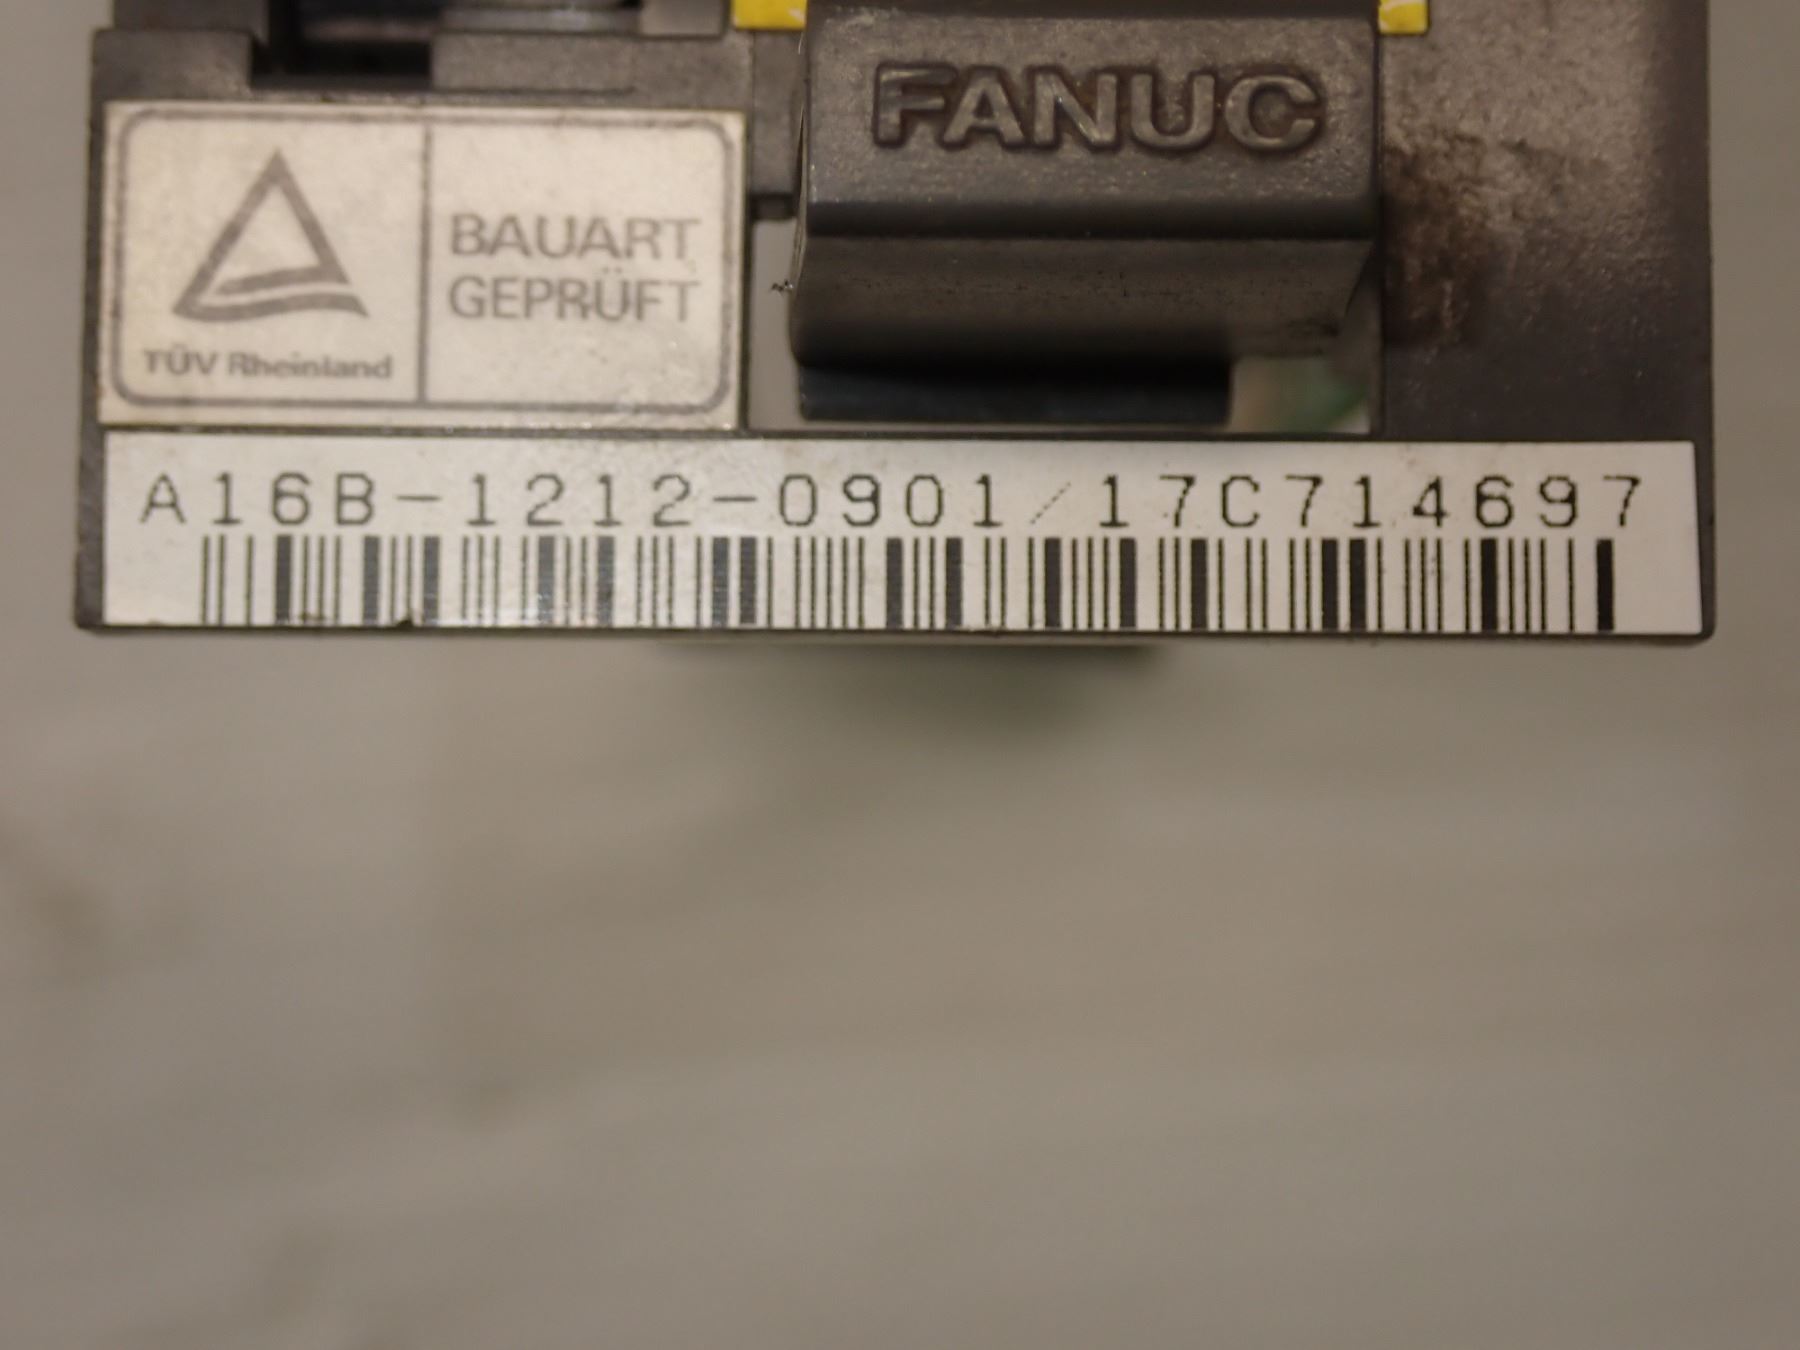 FANUC
BAUART
GEPRÜFT
TÜV Rheinland
A16B-1212-0901/17C714697